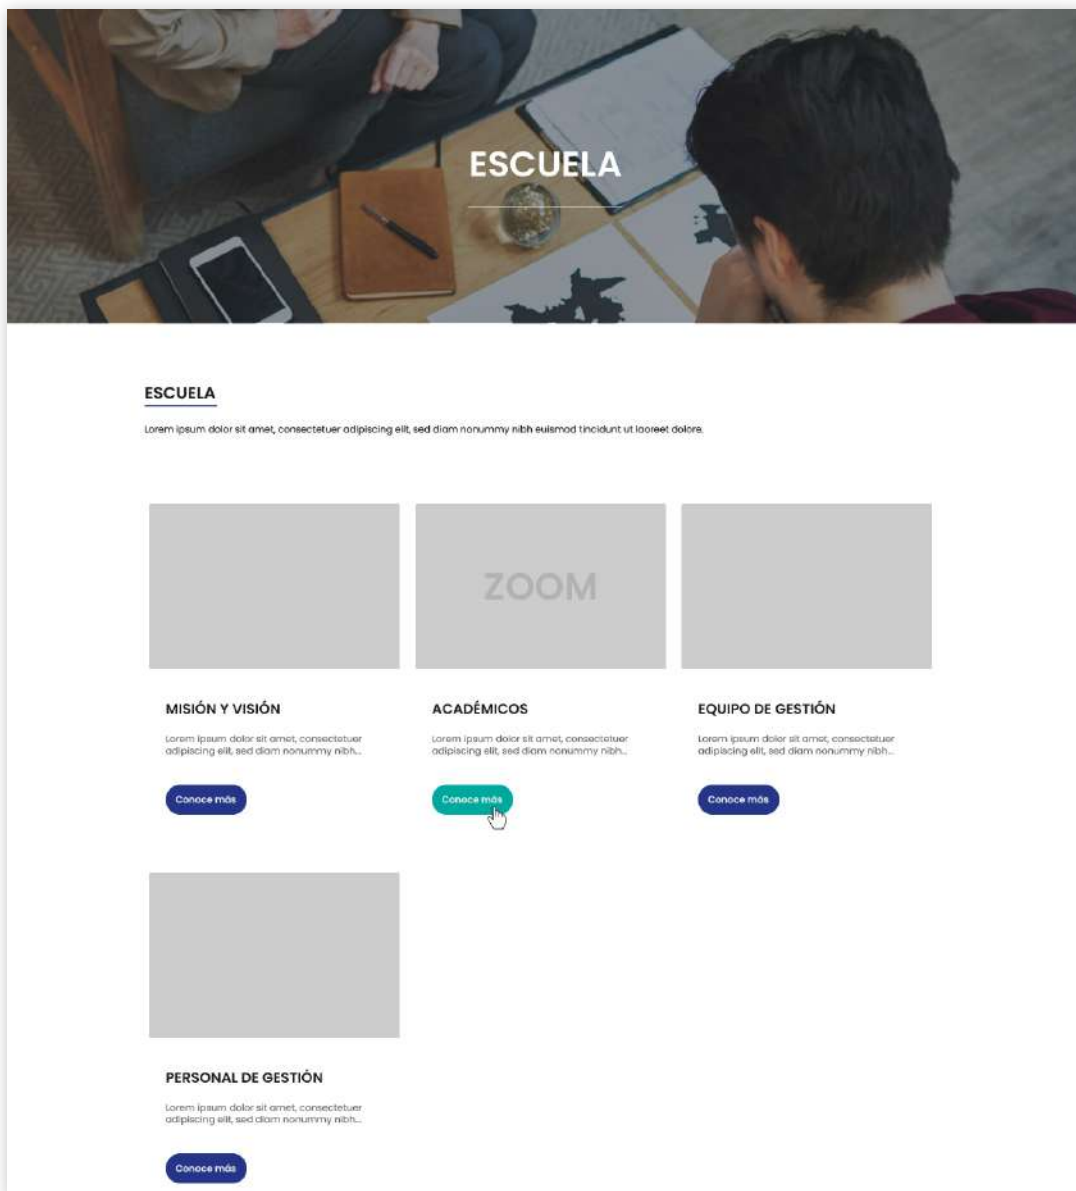 ESCUELA
ESCUELA
Lorem ipsum dolor sit amet, consectetuer adipiscing elit, sed diam nonummy nibh euismod tincidunt ut laoreet dolore.
ZOOM
MISIÓN Y VISIÓN
Lorem ipsum dolor sit amet, consectetuer
adipiscing elit, sed diam nonummy nibh...
Conoce más
ACADÉMICOS
Lorem ipsum dolor sit amet, consectetuer
adipiscing elit, sed diam nonummy nibh...
Conoce más
EQUIPO DE GESTIÓN
Lorem ipsum dolor sit amet, consectetuer
adipiscing elit, sed diam nonummy nibh...
Conoce más
PERSONAL DE GESTIÓN
Lorem ipsum dolor sit amet, consectetuer
adipiscing elit, sed diam nonummy nibh...
Conoce más